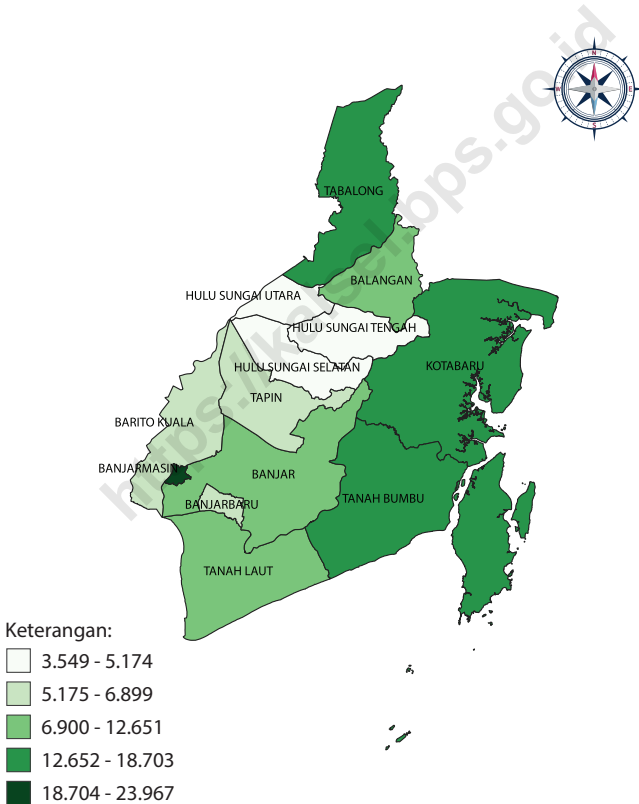 https://kalsel.bps.go.id
N
W
E
S
TABALONG
BALANGAN
HULU SUNGAI UTARA
HULU SUNGAI TENGAH
HULU SUNGAI SELATAN
KOTABARU
TAPIN
BARITO KUALA
BANJARMASIN
BANJAR
TANAH BUMBU
BANJARBARU
TANAH LAUT
Keterangan:
3.549 - 5.174
5.175 - 6.899
6.900 - 12.651
12.652 - 18.703
18.704 - 23.967